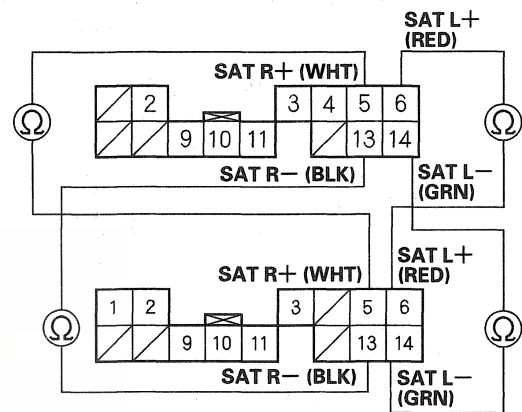 SAT L+
(RED)
SAT R+ (WHT)
2 3 4 5 6
9 10 11 13 14
Ω Ω
SAT R− (BLK)
SAT L−
(GRN)
SAT R+ (WHT)
SAT L+
(RED)
1 2 3 5 6
Ω Ω
9 10 11 13 14
SAT R− (BLK)
SAT L−
(GRN)